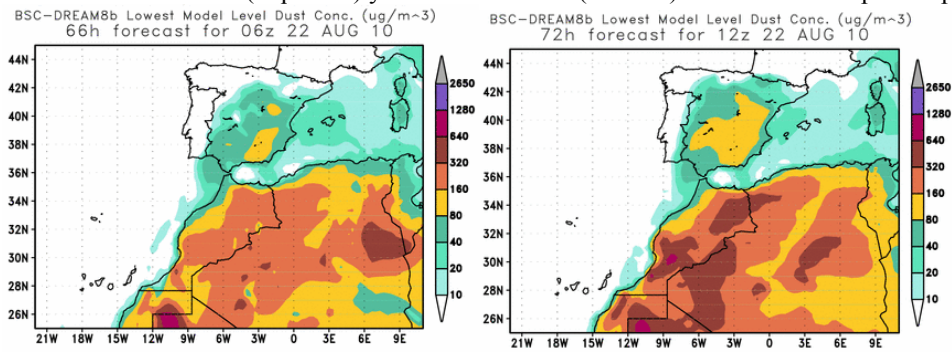 BSC-DREAM8b Lowest Model Level Dust Conc. (ug/m^3)
66h forecast for 06z 22 AUG 10
44N
42N
40N
38N
36N
34N
32N
30N
28N
26N
21W 18W 15W 12W 9W 6W 3W 0 3E 6E 9E
2650
1280
640
320
160
80
40
20
10
BSC-DREAM8b Lowest Model Level Dust Conc. (ug/m^3)
72h forecast for 12z 22 AUG 10
44N
42N
40N
38N
36N
34N
32N
30N
28N
26N
21W 18W 15W 12W 9W 6W 3W 0 3E 6E 9E
2650
1280
640
320
160
80
40
20
10